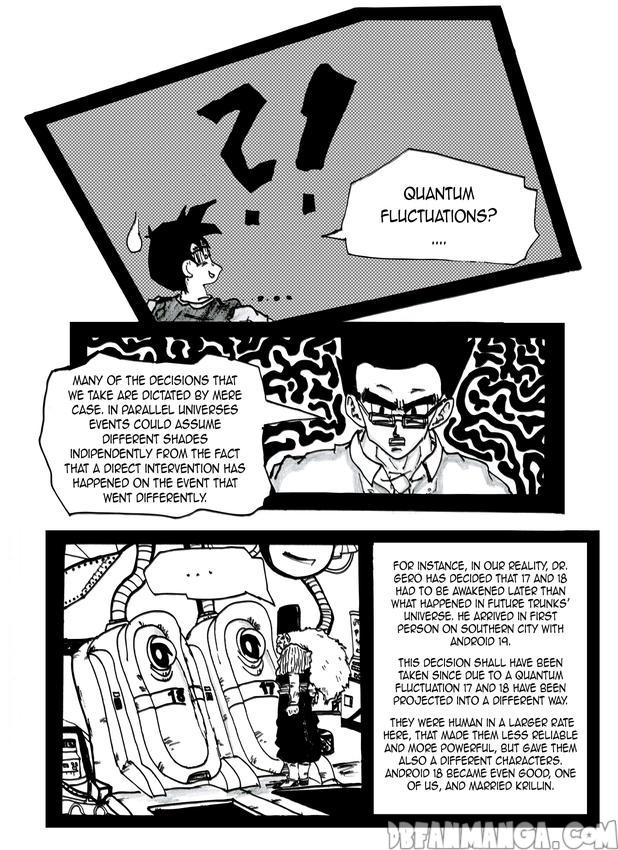 ?!
QUANTUM
FLUCTUATIONS?
....
....
MANY OF THE DECISIONS THAT
WE TAKE ARE DICTATED BY MERE
CASE. IN PARALLEL UNIVERSES
EVENTS COULD ASSUME
DIFFERENT SHADES
INDIPENDENTLY FROM THE FACT
THAT A DIRECT INTERVENTION HAS
HAPPENED ON THE EVENT THAT
WENT DIFFERENTLY.
...
18
17
FOR INSTANCE, IN OUR REALITY, DR.
GERO HAS DECIDED THAT 17 AND 18
HAD TO BE AWAKENED LATER THAN
WHAT HAPPENED IN FUTURE TRUNKS'
UNIVERSE. HE ARRIVED IN FIRST
PERSON ON SOUTHERN CITY WITH
ANDROID 19.
THIS DECISION SHALL HAVE BEEN
TAKEN SINCE DUE TO A QUANTUM
FLUCTUATION 17 AND 18 HAVE BEEN
PROJECTED INTO A DIFFERENT WAY.
THEY WERE HUMAN IN A LARGER RATE
HERE, THAT MADE THEM LESS RELIABLE
AND MORE POWERFUL, BUT GAVE THEM
ALSO A DIFFERENT CHARACTERS.
ANDROID 18 BECAME EVEN GOOD, ONE
OF US, AND MARRIED KRILLIN.
DBFANMANGA.COM